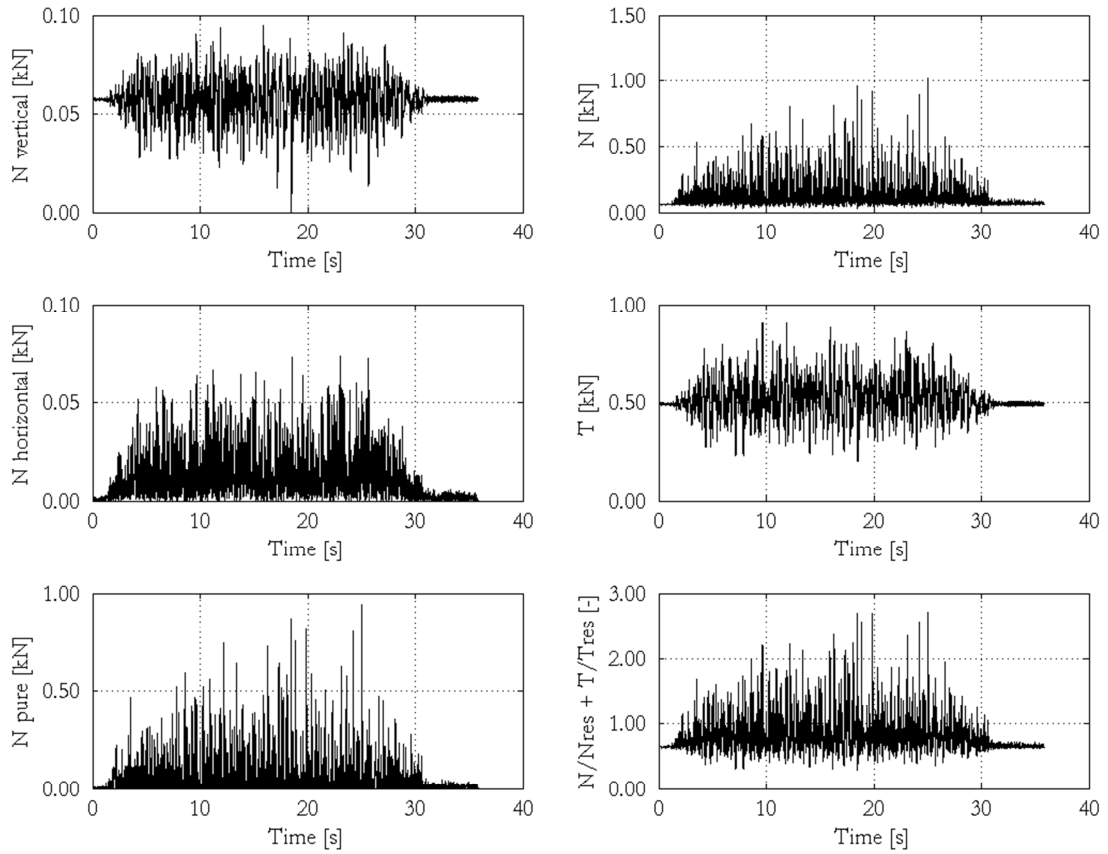 N vertical [kN]
0.10
0.05
0.00
0 10 20 30 40
Time [s]
N [kN]
1.50
1.00
0.50
0.00
0 10 20 30 40
Time [s]
N horizontal [kN]
0.10
0.05
0.00
0 10 20 30 40
Time [s]
T [kN]
1.00
0.50
0.00
0 10 20 30 40
Time [s]
N pure [kN]
1.00
0.50
0.00
0 10 20 30 40
Time [s]
N/Nres + T/Tres [-]
3.00
2.00
1.00
0.00
0 10 20 30 40
Time [s]